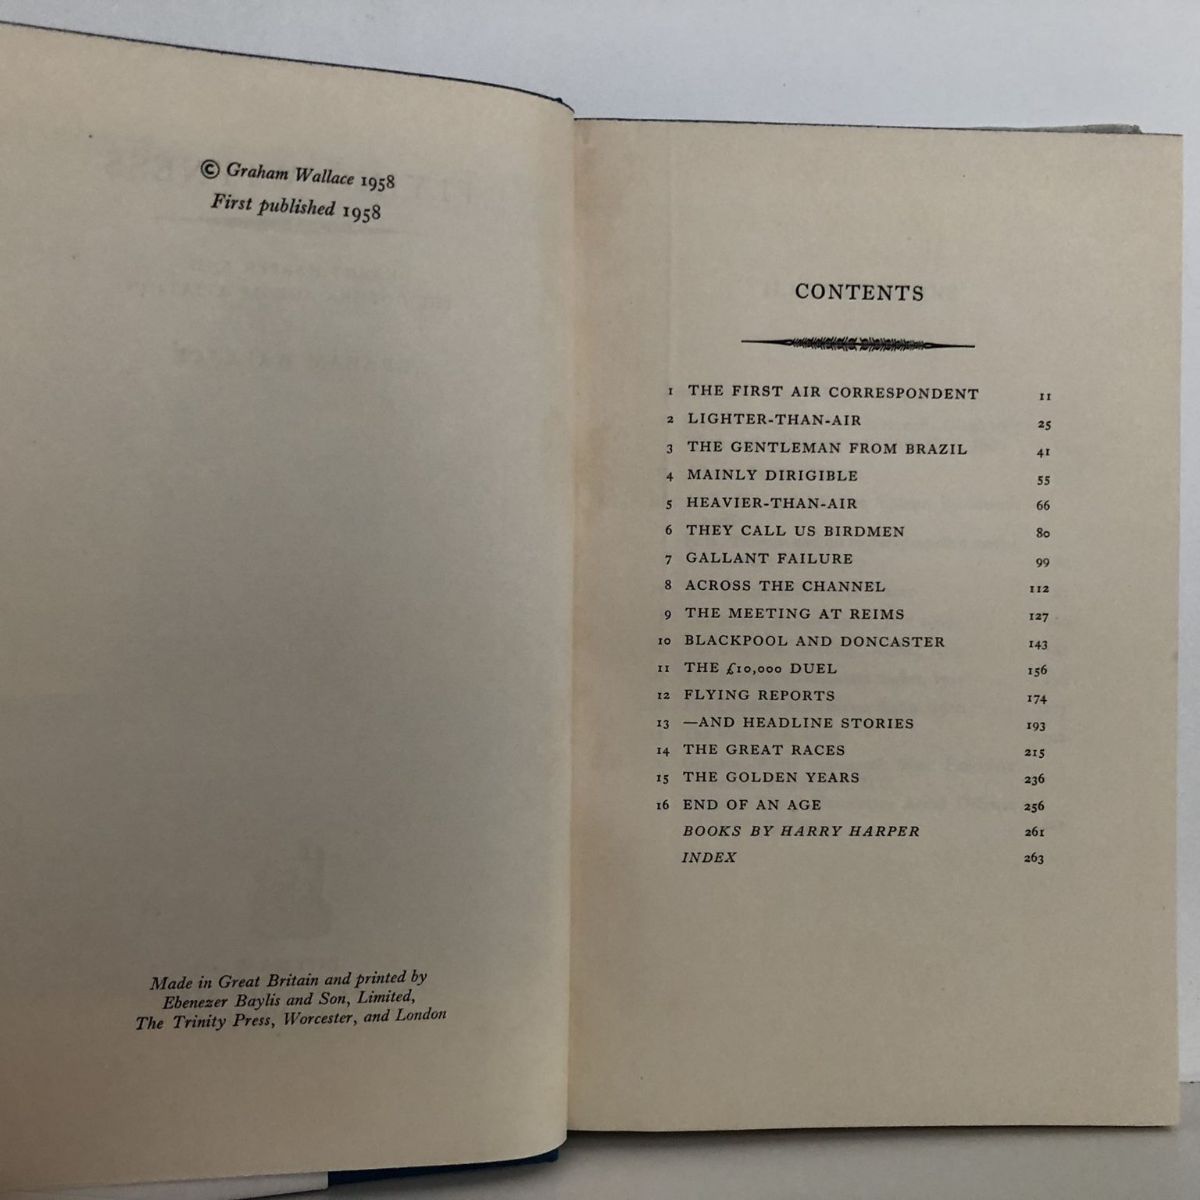 © Graham Wallace 1958
First published 1958
Made in Great Britain and printed by
Ebenezer Baylis and Son, Limited,
The Trinity Press, Worcester, and London
CONTENTS
1 THE FIRST AIR CORRESPONDENT 11
2 LIGHTER-THAN-AIR 25
3 THE GENTLEMAN FROM BRAZIL 41
4 MAINLY DIRIGIBLE 55
5 HEAVIER-THAN-AIR 66
6 THEY CALL US BIRDMEN 80
7 GALLANT FAILURE 99
8 ACROSS THE CHANNEL 112
9 THE MEETING AT REIMS 127
10 BLACKPOOL AND DONCASTER 143
11 THE £10,000 DUEL 156
12 FLYING REPORTS 174
13 —AND HEADLINE STORIES 193
14 THE GREAT RACES 215
15 THE GOLDEN YEARS 236
16 END OF AN AGE 256
BOOKS BY HARRY HARPER 261
INDEX 263